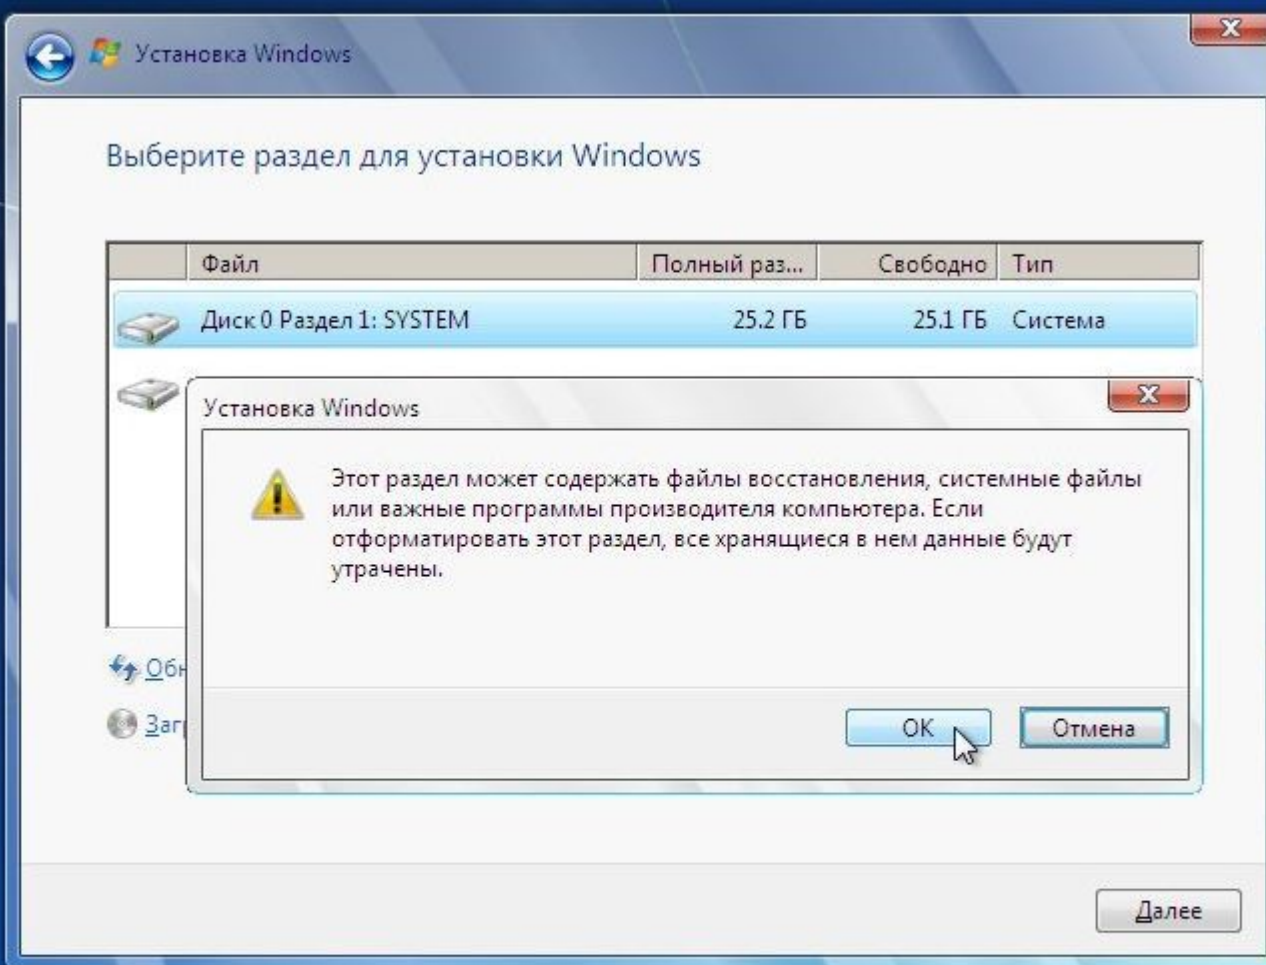 Установка Windows
Выберите раздел для установки Windows
Файл Полный раз... Свободно Тип
Диск 0 Раздел 1: SYSTEM 25.2 ГБ 25.1 ГБ Система
Установка Windows
Этот раздел может содержать файлы восстановления, системные файлы
или важные программы производителя компьютера. Если
отформатировать этот раздел, все хранящиеся в нем данные будут
утрачены.
OK Отмена
Далее